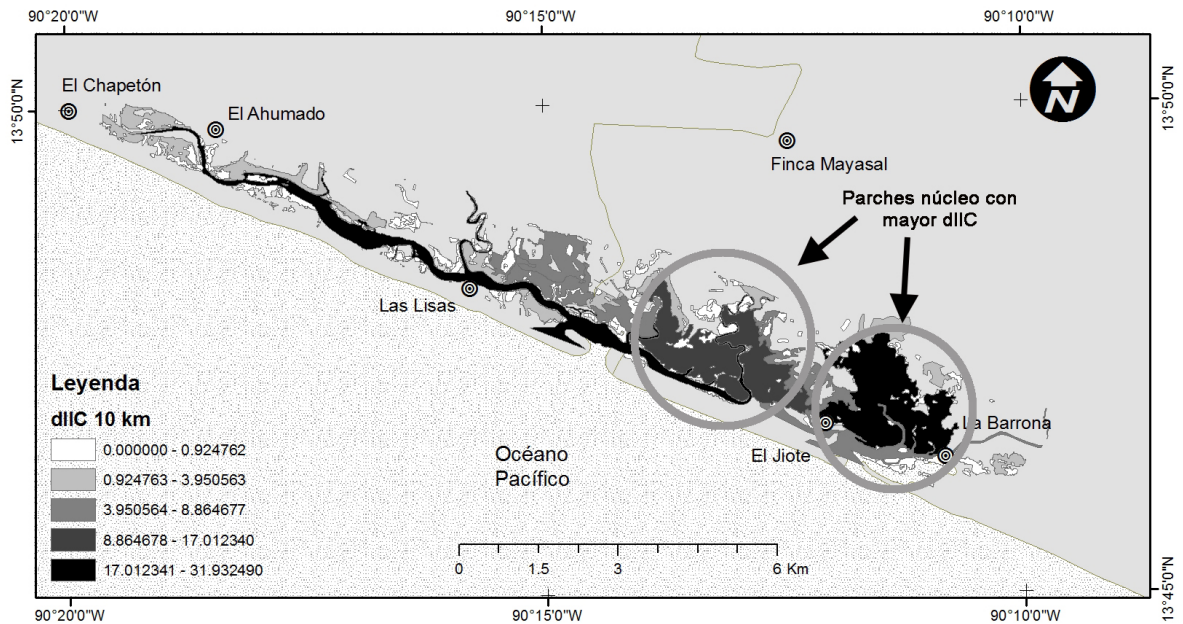 90°20'0"W
90°15'0"W
90°10'0"W
13°50'0"N
13°50'0"N
El Chapetón
El Ahumado
N
Finca Mayasal
Parches núcleo con
mayor dIIC
Las Lisas
Leyenda
dIIC 10 km
0.000000 - 0.924762
0.924763 - 3.950563
3.950564 - 8.864677
8.864678 - 17.012340
17.012341 - 31.932490
La Barrona
El Jiote
Océano
Pacífico
0 1.5 3 6 Km
13°45'0"N
90°20'0"W
90°15'0"W
90°10'0"W